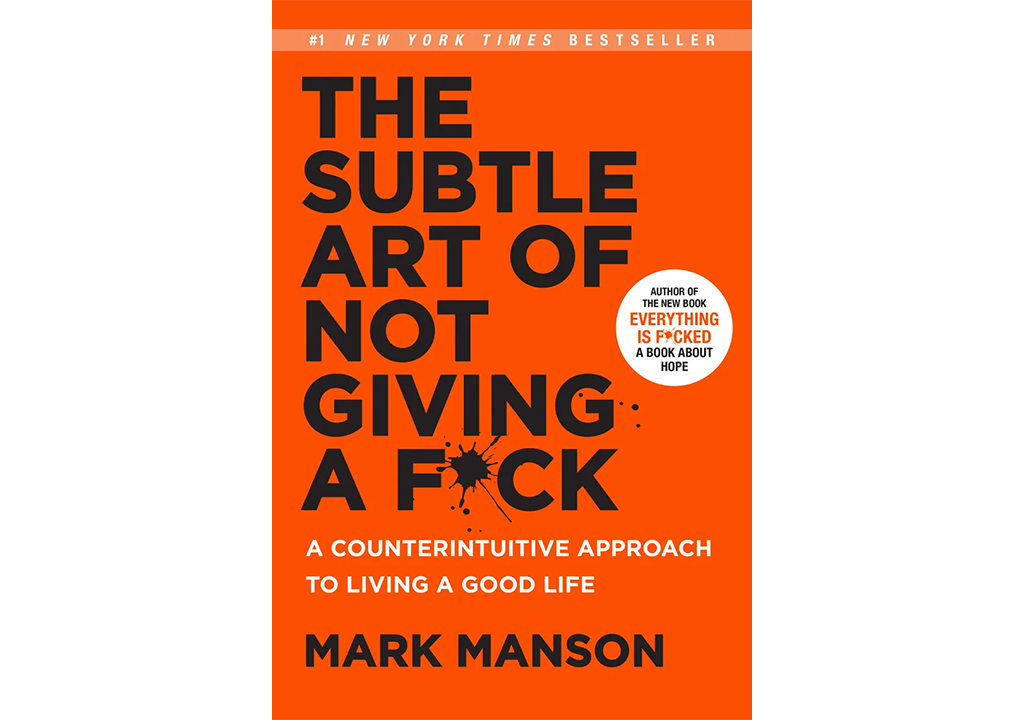 #1 NEW YORK TIMES BESTSELLER
THE
SUBTLE
ART OF
NOT
GIVING
A F*CK
AUTHOR OF
THE NEW BOOK
EVERYTHING
IS F*CKED
A BOOK ABOUT
HOPE
A COUNTERINTUITIVE APPROACH
TO LIVING A GOOD LIFE
MARK MANSON